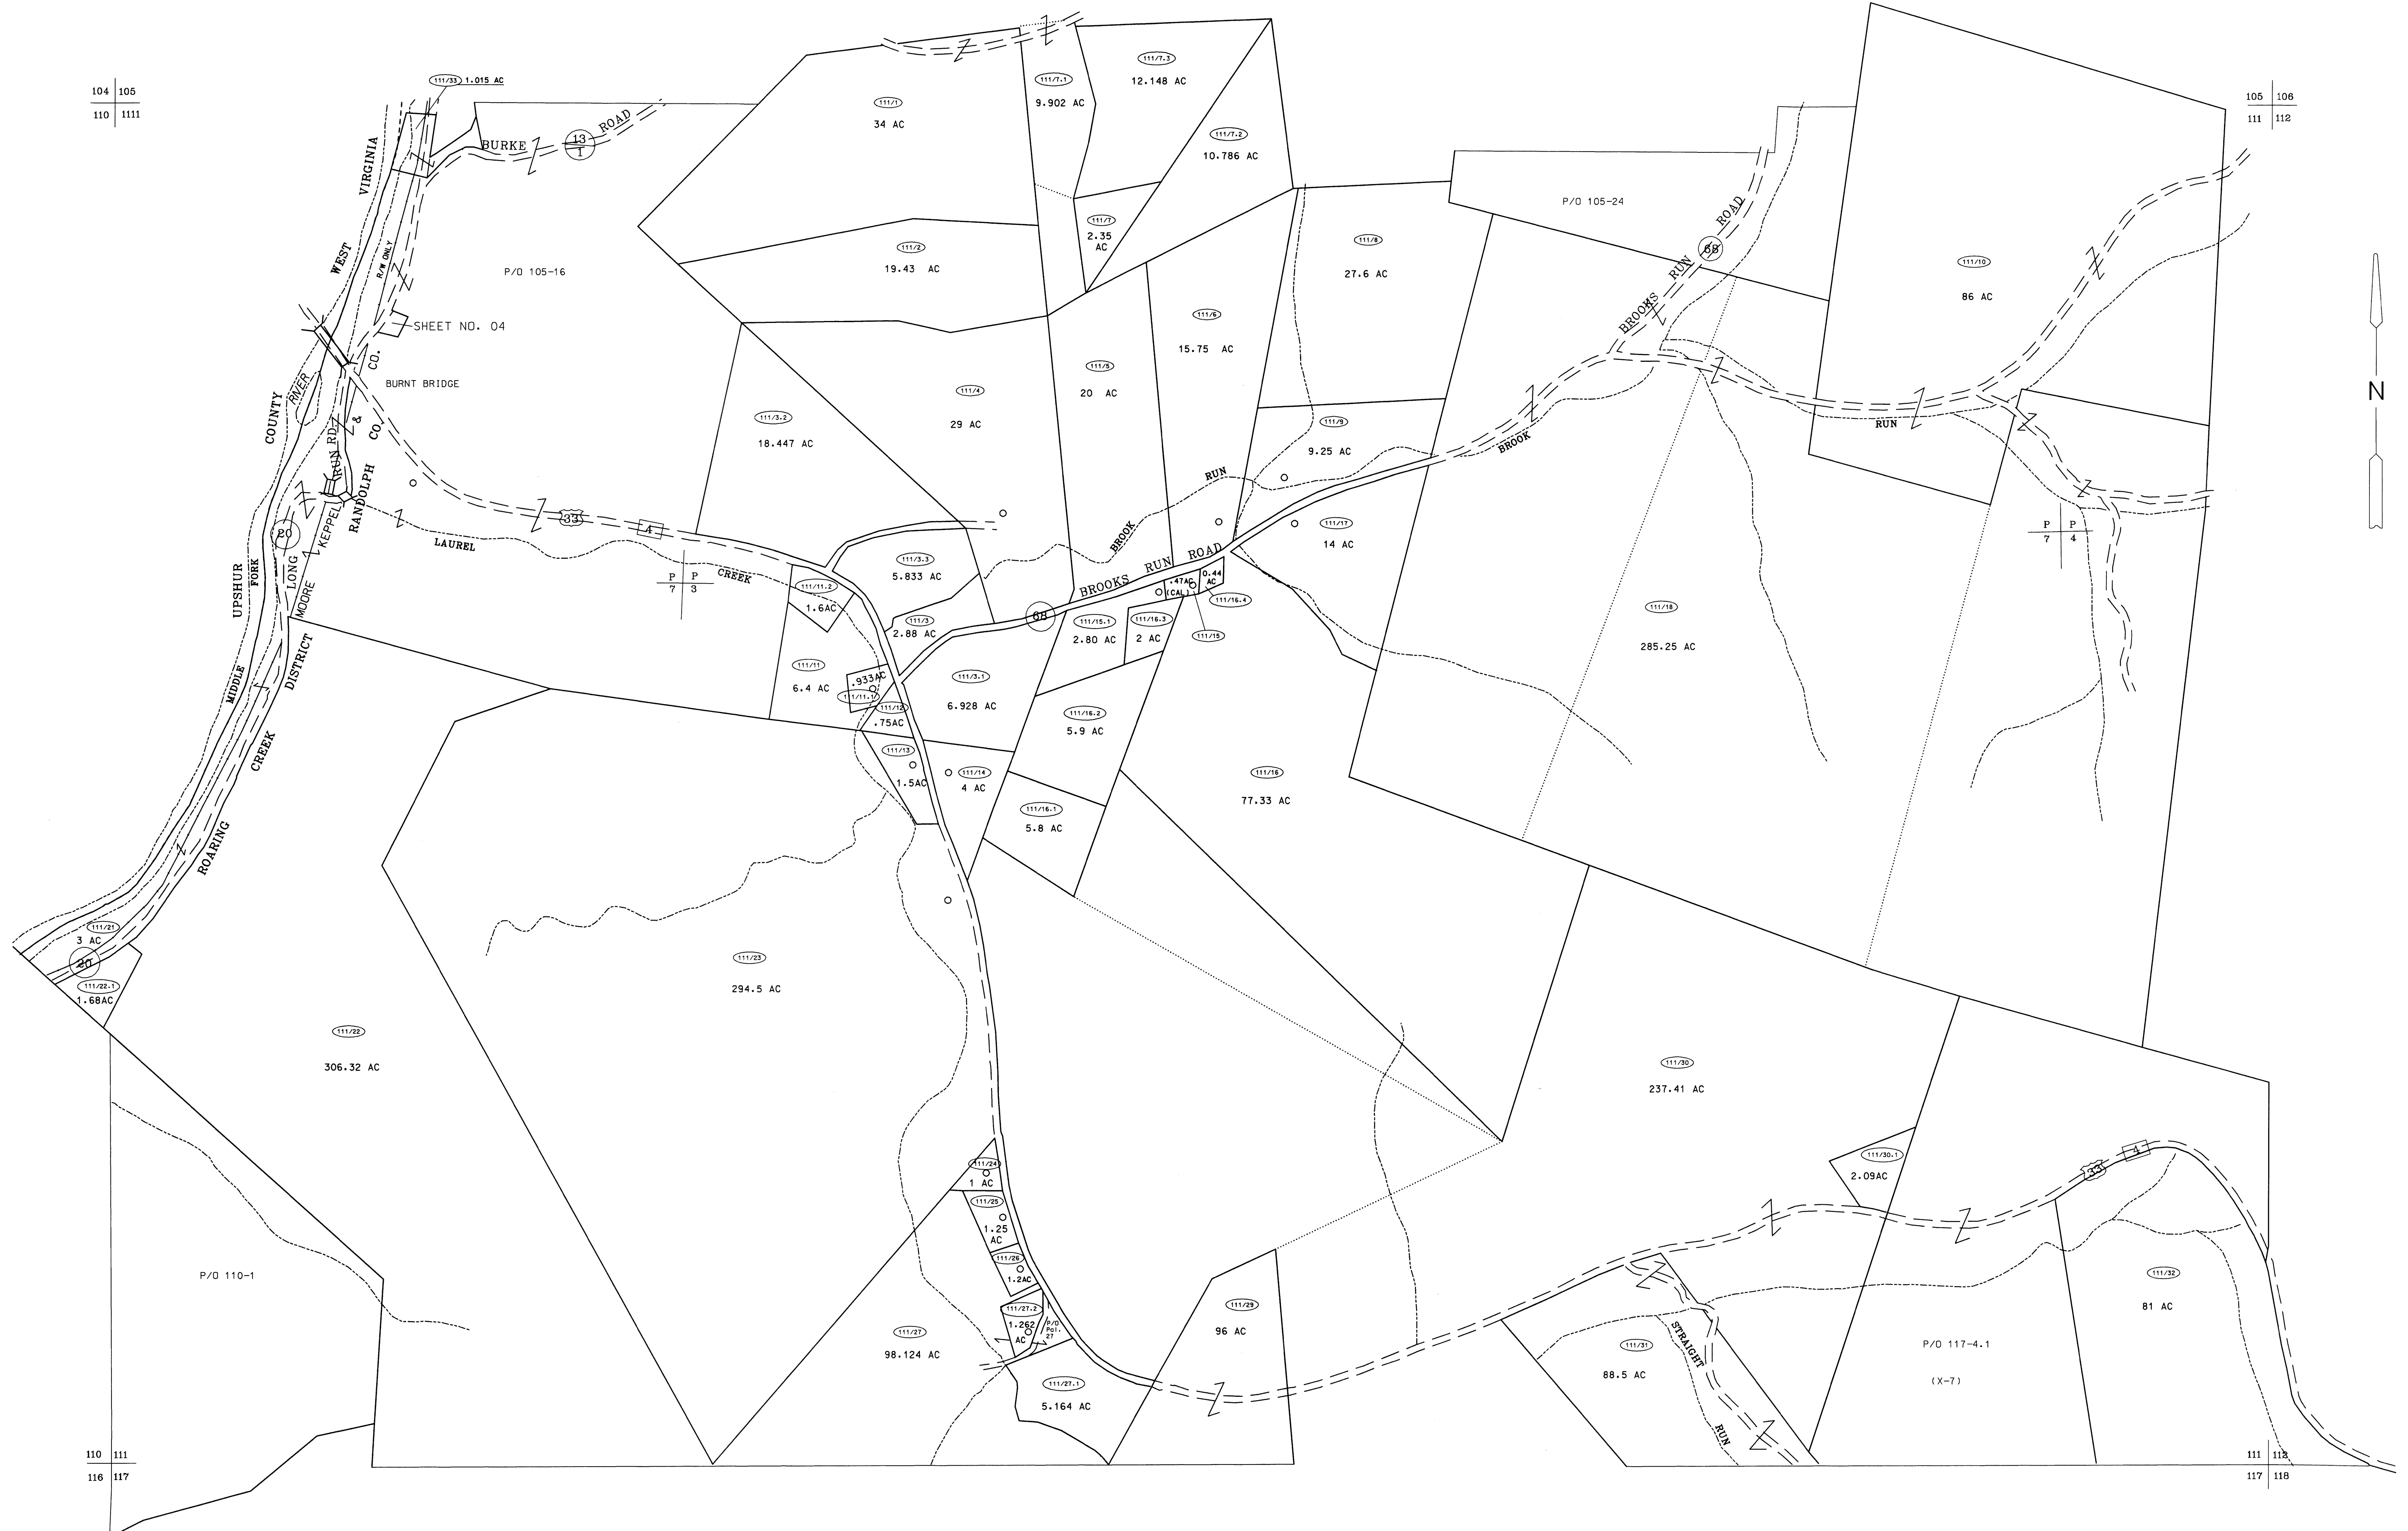 104 105
110 1111
111/33 1.015 AC
105 106
111 112
VIRGINIA
WEST
COUNTY
UPSHUR
BURKE ROAD
13
1
R/W ONLY
P/O 105-16
SHEET NO. 04
CO.
&
CO.
BURNT BRIDGE
RIVER
RUN RD.
RANDOLPH
KEPPEL
20
LONG
MOORE
FORK
MIDDLE
DISTRICT
CREEK
ROARING
111/1
34 AC
111/7.1
9.902 AC
111/7.3
12.148 AC
111/7.2
10.786 AC
111/7
2.35
AC
111/2
19.43 AC
111/8
27.6 AC
P/O 105-24
BROOKS RUN ROAD
68
111/10
86 AC
N
111/6
15.75 AC
111/5
20 AC
111/4
29 AC
111/3.2
18.447 AC
111/9
9.25 AC
BROOK
RUN
BROOK RUN
33
4
LAUREL
CREEK
P P
7 3
P P
7 4
111/3.3
5.833 AC
111/17
14 AC
BROOKS RUN ROAD
68
111/11.2
1.6AC
111/3
2.88 AC
.47AC
(CAL)
0.44
AC
111/16.4
111/15
111/15.1
2.80 AC
111/16.3
2 AC
111/18
285.25 AC
111/11
6.4 AC
.933AC
111/11.1
111/12
.75AC
111/3.1
6.928 AC
111/16.2
5.9 AC
111/13
1.5AC
111/14
4 AC
111/16.1
5.8 AC
111/16
77.33 AC
111/21
3 AC
20
111/22.1
1.68AC
111/22
306.32 AC
111/23
294.5 AC
111/30
237.41 AC
111/30.1
2.09AC
33
4
111/24
1 AC
111/25
1.25
AC
111/26
1.2AC
111/27.2
1.262
AC
P/O
Pcl.
27
111/27
98.124 AC
111/27.1
5.164 AC
111/29
96 AC
111/31
88.5 AC
STRAIGHT
RUN
P/O 117-4.1
(X-7)
111/32
81 AC
P/O 110-1
110 111
116 117
111 112
117 118